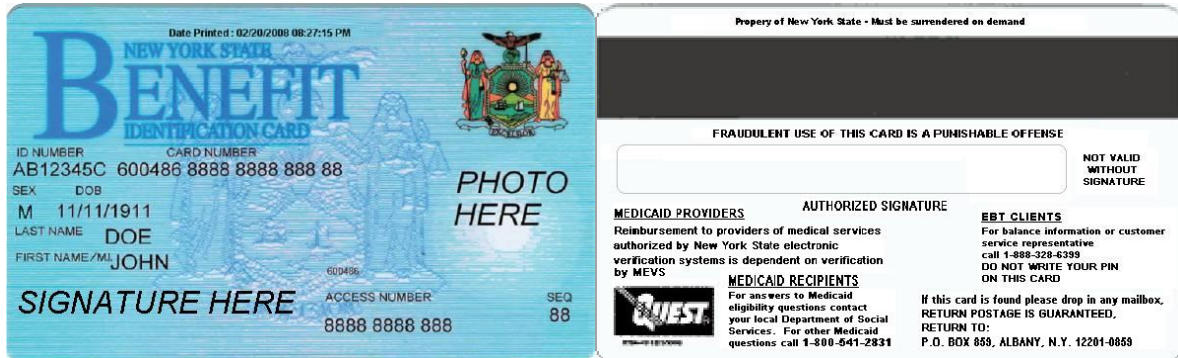 Date Printed : 02/20/2008 08:27:15 PM
NEW YORK STATE
BENEFIT
IDENTIFICATION CARD
EXCELSIOR
ID NUMBER CARD NUMBER
AB12345C 600486 8888 8888 888 88
SEX DOB
M 11/11/1911
LAST NAME DOE
FIRST NAME/M.I. JOHN
PHOTO
HERE
600486
SIGNATURE HERE
ACCESS NUMBER SEQ
8888 8888 888 88
Propery of New York State - Must be surrendered on demand
FRAUDULENT USE OF THIS CARD IS A PUNISHABLE OFFENSE
NOT VALID
WITHOUT
SIGNATURE
AUTHORIZED SIGNATURE
MEDICAID PROVIDERS
Reimbursement to providers of medical services
authorized by New York State electronic
verification systems is dependent on verification
by MEVS
MEDICAID RECIPIENTS
For answers to Medicaid
eligibility questions contact
your local Department of Social
Services. For other Medicaid
questions call 1-800-541-2831
QUEST
EBT CLIENTS
For balance information or customer
service representative
call 1-888-328-6399
DO NOT WRITE YOUR PIN
ON THIS CARD
If this card is found please drop in any mailbox,
RETURN POSTAGE IS GUARANTEED,
RETURN TO:
P.O. BOX 859, ALBANY, N.Y. 12201-0859